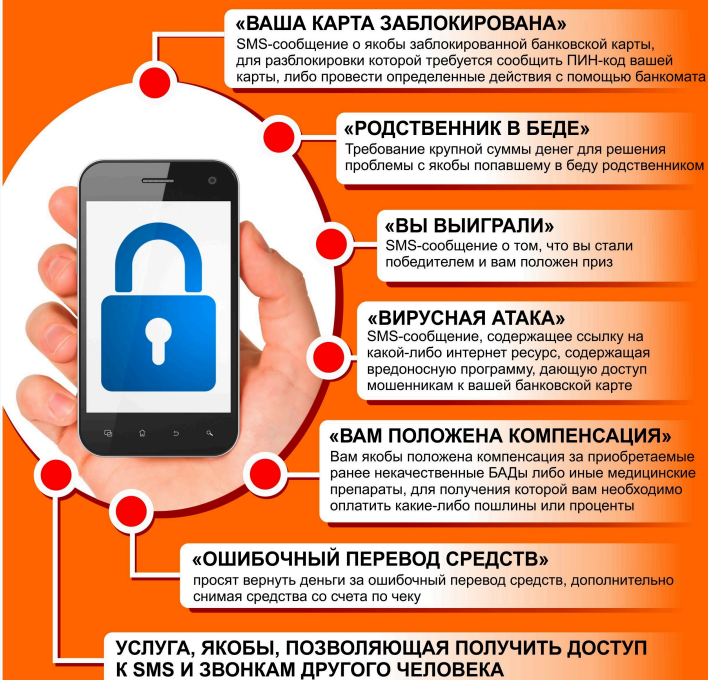 «ВАША КАРТА ЗАБЛОКИРОВАНА»
SMS-сообщение о якобы заблокированной банковской карты,
для разблокировки которой требуется сообщить ПИН-код вашей
карты, либо провести определенные действия с помощью банкомата
«РОДСТВЕННИК В БЕДЕ»
Требование крупной суммы денег для решения
проблемы с якобы попавшему в беду родственником
«ВЫ ВЫИГРАЛИ»
SMS-сообщение о том, что вы стали
победителем и вам положен приз
«ВИРУСНАЯ АТАКА»
SMS-сообщение, содержащее ссылку на
какой-либо интернет ресурс, содержащая
вредоносную программу, дающую доступ
мошенникам к вашей банковской карте
«ВАМ ПОЛОЖЕНА КОМПЕНСАЦИЯ»
Вам якобы положена компенсация за приобретаемые
ранее некачественные БАДы либо иные медицинские
препараты, для получения которой вам необходимо
оплатить какие-либо пошлины или проценты
«ОШИБОЧНЫЙ ПЕРЕВОД СРЕДСТВ»
просят вернуть деньги за ошибочный перевод средств, дополнительно
снимая средства со счета по чеку
УСЛУГА, ЯКОБЫ, ПОЗВОЛЯЮЩАЯ ПОЛУЧИТЬ ДОСТУП
К SMS И ЗВОНКАМ ДРУГОГО ЧЕЛОВЕКА